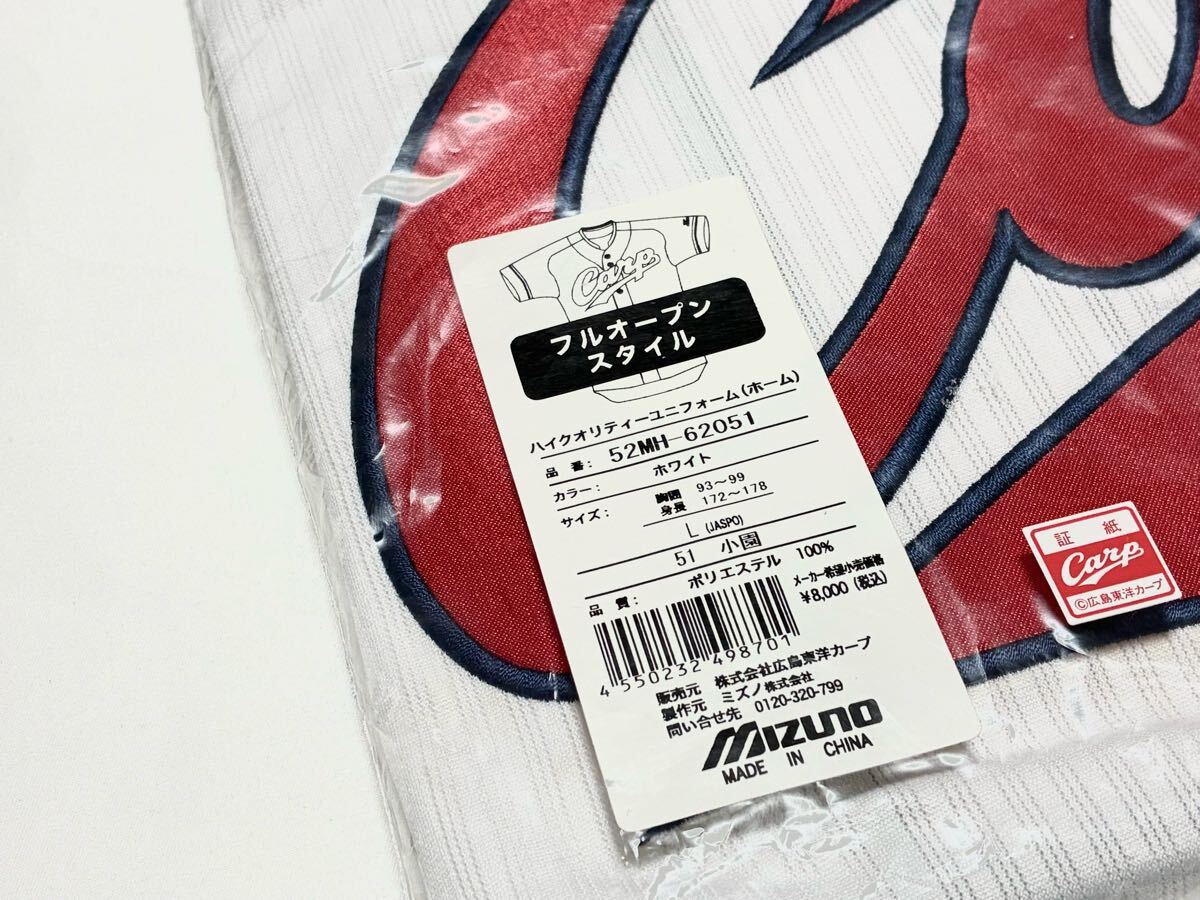 Carp
フルオープン
スタイル
ハイクオリティーユニフォーム(ホーム)
品番: 52MH-62051
カラー: ホワイト
サイズ: 胸囲 93～99
身長 172～178
L (JASPO)
51 小園
品質: ポリエステル 100%
メーカー希望小売価格
¥8,000 (税込)
4 550232 498701
販売元 株式会社広島東洋カープ
製作元 ミズノ株式会社
問い合せ先 0120-320-799
MIZUNO
MADE IN CHINA
証紙
Carp
©広島東洋カープ